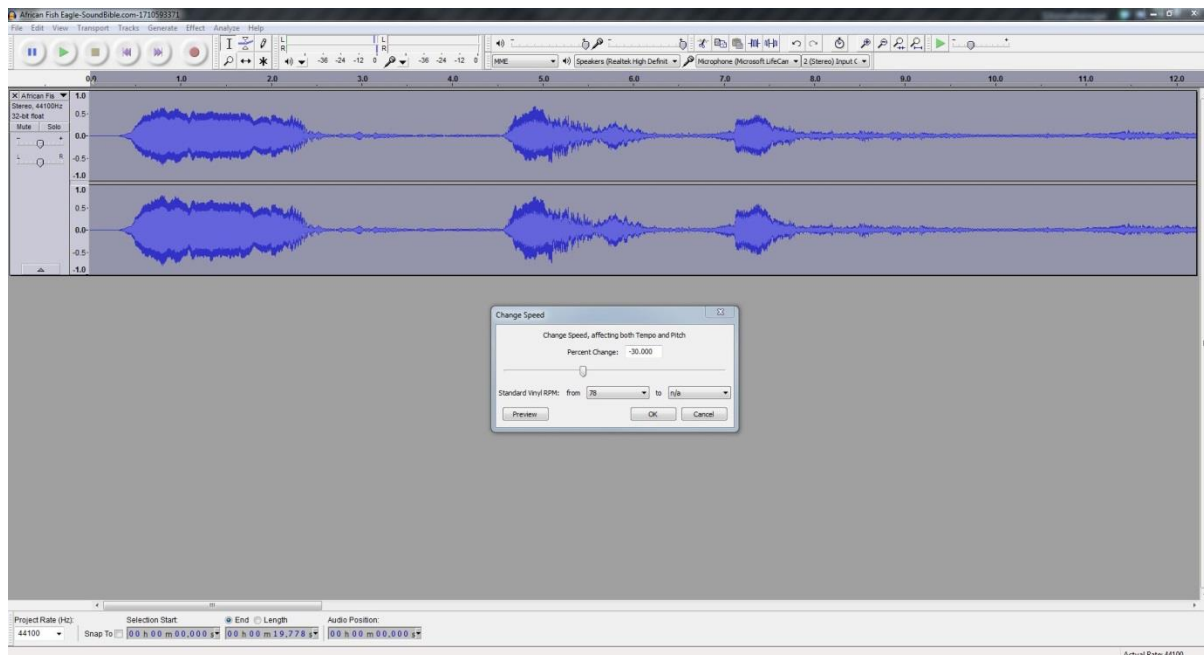 African Fish Eagle-SoundBible.com-1710593371
File Edit View Transport Tracks Generate Effect Analyze Help
L
R
-36 -24 -12 0
L
R
-36 -24 -12 0
MME
Speakers (Realtek High Definit
Microphone (Microsoft LifeCan
2 (Stereo) Input C
1.0 2.0 3.0 4.0 5.0 6.0 7.0 8.0 9.0 10.0 11.0 12.0
X African Fis
Stereo, 44100Hz
32-bit float
Mute Solo
- +
L R
1.0
0.5-
0.0-
-0.5-
-1.0
1.0
0.5-
0.0-
-0.5-
-1.0
Change Speed
Change Speed, affecting both Tempo and Pitch
Percent Change: -30.000
Standard Vinyl RPM: from 78 to n/a
Preview OK Cancel
Project Rate (Hz): Selection Start: End Length Audio Position:
44100 Snap To 00 h 00 m 00,000 s 00 h 00 m 19,778 s 00 h 00 m 00,000 s
Actual Rate: 44100